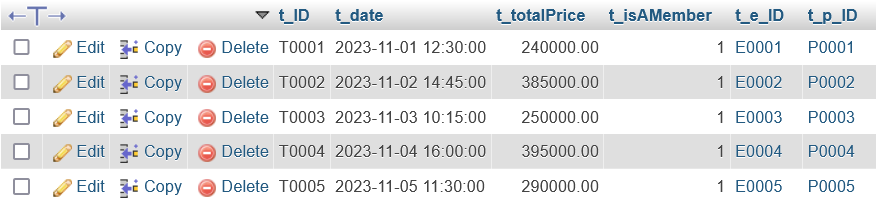 t_ID t_date t_totalPrice t_isAMember t_e_ID t_p_ID
Edit Copy Delete T0001 2023-11-01 12:30:00 240000.00 1 E0001 P0001
Edit Copy Delete T0002 2023-11-02 14:45:00 385000.00 1 E0002 P0002
Edit Copy Delete T0003 2023-11-03 10:15:00 250000.00 1 E0003 P0003
Edit Copy Delete T0004 2023-11-04 16:00:00 395000.00 1 E0004 P0004
Edit Copy Delete T0005 2023-11-05 11:30:00 290000.00 1 E0005 P0005